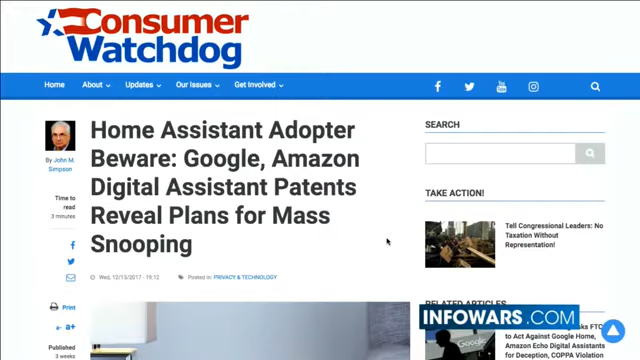 Consumer
Watchdog
Home About Updates Our Issues Get Involved
Home Assistant Adopter
Beware: Google, Amazon
Digital Assistant Patents
Reveal Plans for Mass
Snooping
By John M.
Simpson
Time to
read
3 minutes
Wed, 12/13/2017 - 19:12 Posted in: PRIVACY & TECHNOLOGY
Print
a- a+
Published
3 weeks
SEARCH
TAKE ACTION!
Tell Congressional Leaders: No
Taxation Without
Representation!
RELATED ARTICLES
INFOWARS.COM
ks FTC
to Act Against Google Home,
Amazon Echo Digital Assistants
for Deception, COPPA Violation
Google